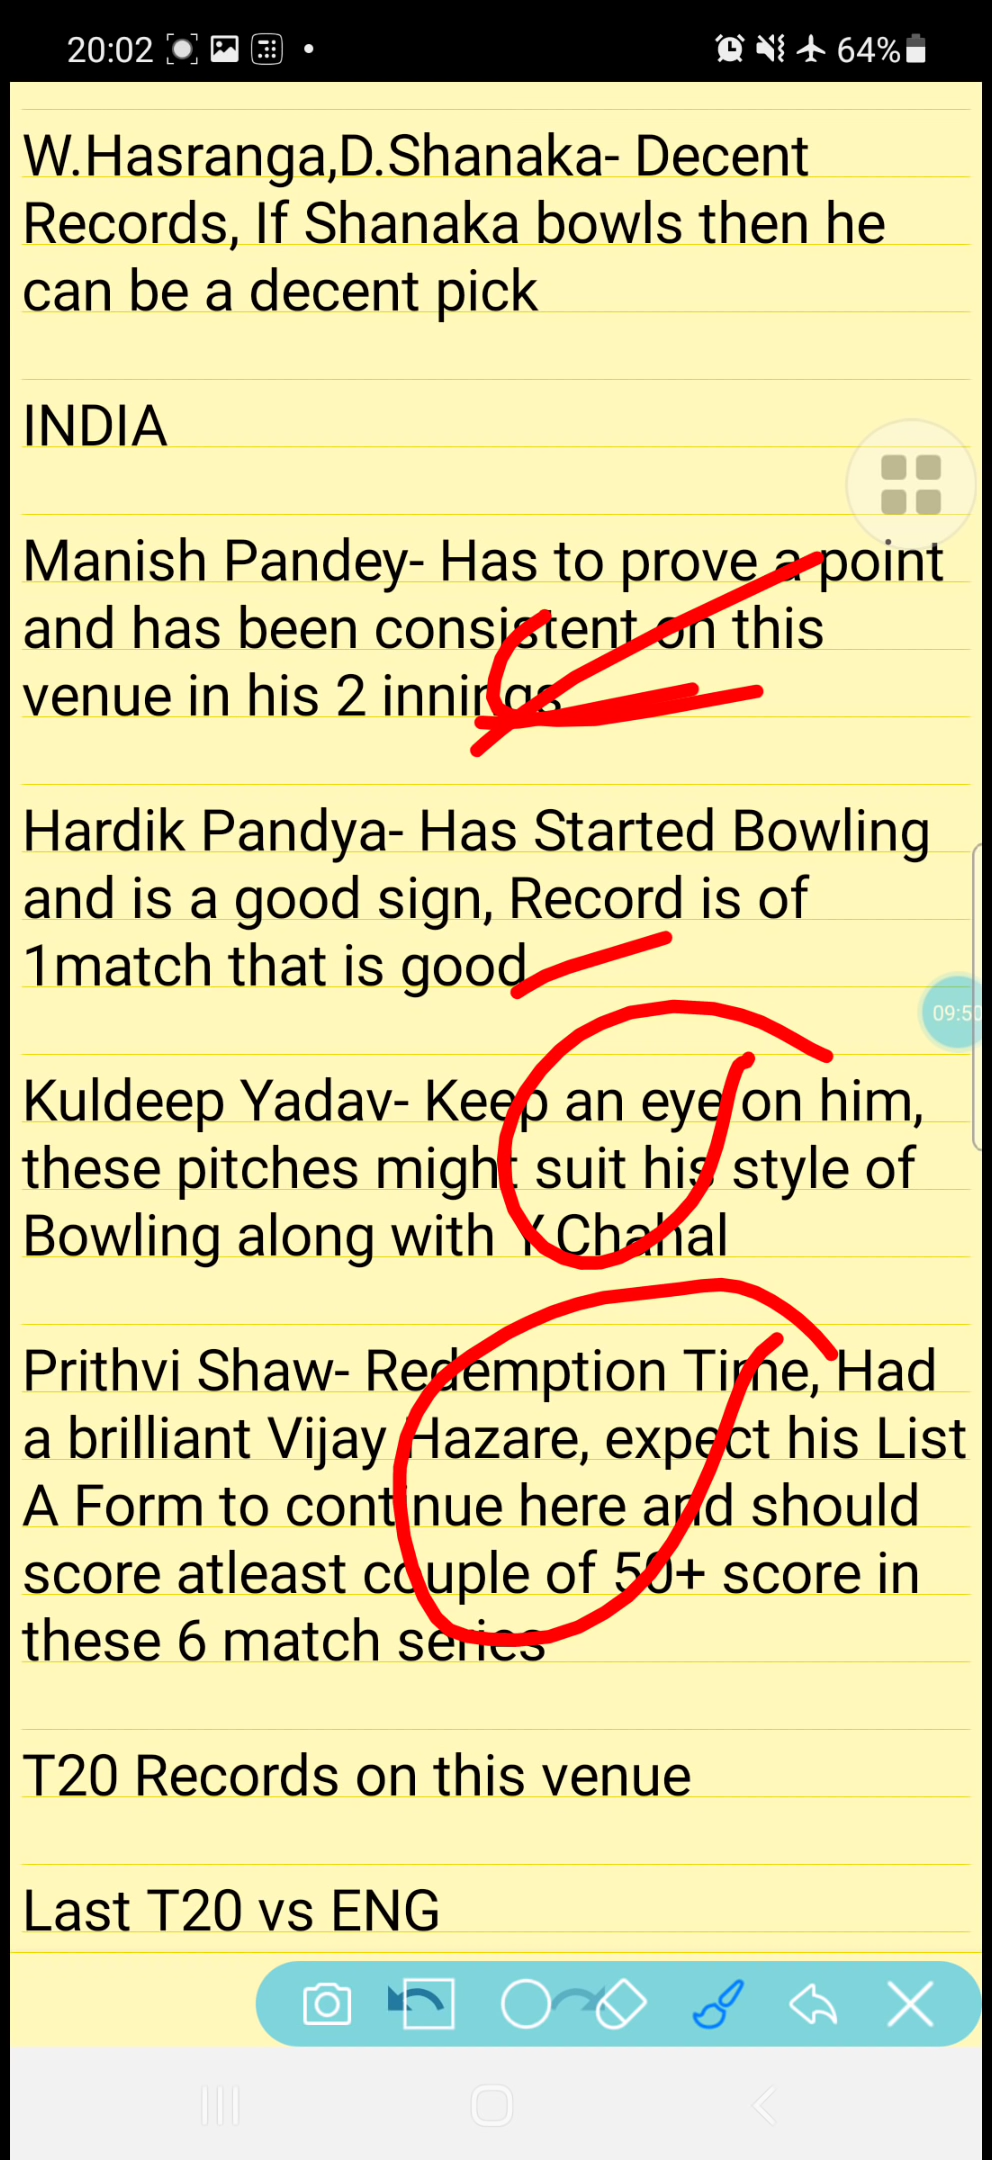 20:02
64%
W.Hasranga,D.Shanaka- Decent
Records, If Shanaka bowls then he
can be a decent pick
INDIA
Manish Pandey- Has to prove a point
and has been consistent on this
venue in his 2 innings
Hardik Pandya- Has Started Bowling
and is a good sign, Record is of
1match that is good
09:50
Kuldeep Yadav- Keep an eye on him,
these pitches might suit his style of
Bowling along with Y.Chahal
Prithvi Shaw- Redemption Time, Had
a brilliant Vijay Hazare, expect his List
A Form to continue here and should
score atleast couple of 50+ score in
these 6 match series
T20 Records on this venue
Last T20 vs ENG